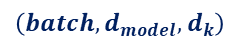 (batch, d_model, d_k)